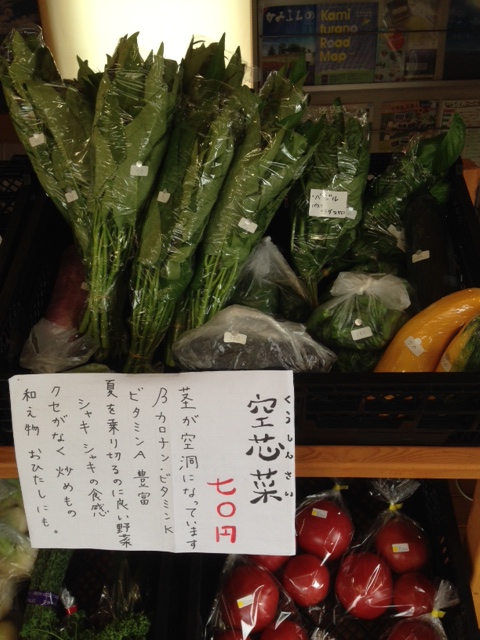 Kami
furano
Road
Map
バジル
空芯菜
くうしんさい
七〇円
茎が空洞になっています
βカロテン・ビタミンK
ビタミンA 豊富
夏を乗り切るのに良い野菜
シャキシャキの食感
クセがなく 炒めもの
和え物 おひたしにも。